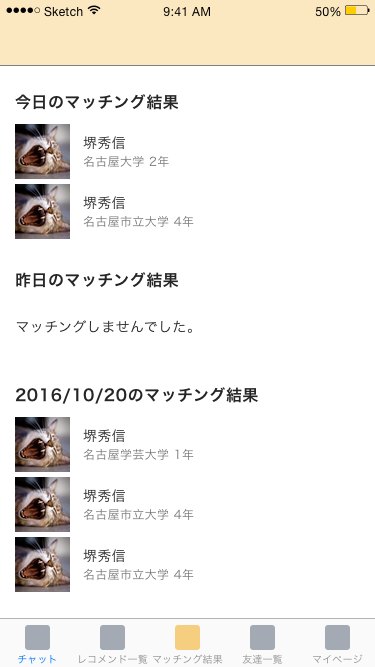 Sketch 9:41 AM 50%
今日のマッチング結果
堺秀信
名古屋大学 2年
堺秀信
名古屋市立大学 4年
昨日のマッチング結果
マッチングしませんでした。
2016/10/20のマッチング結果
堺秀信
名古屋学芸大学 1年
堺秀信
名古屋市立大学 4年
堺秀信
名古屋市立大学 4年
チャット レコメンド一覧 マッチング結果 友達一覧 マイページ